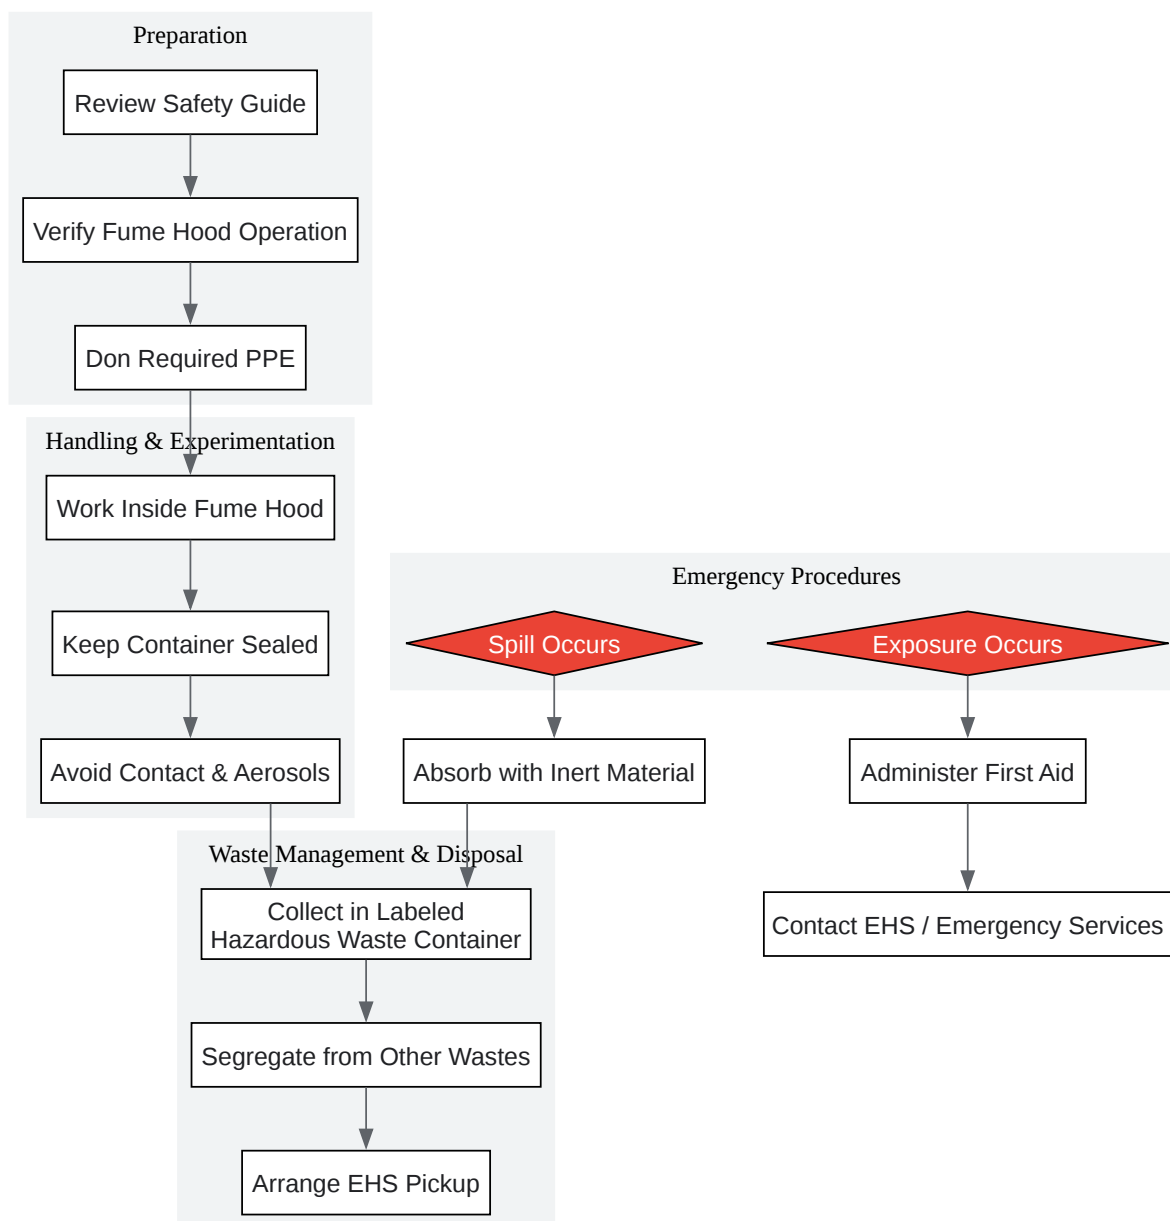 Preparation
Review Safety Guide
Verify Fume Hood Operation
Don Required PPE
Handling & Experimentation
Work Inside Fume Hood
Keep Container Sealed
Avoid Contact & Aerosols
Emergency Procedures
Spill Occurs
Exposure Occurs
Absorb with Inert Material
Administer First Aid
Waste Management & Disposal
Collect in Labeled
Hazardous Waste Container
Contact EHS / Emergency Services
Segregate from Other Wastes
Arrange EHS Pickup